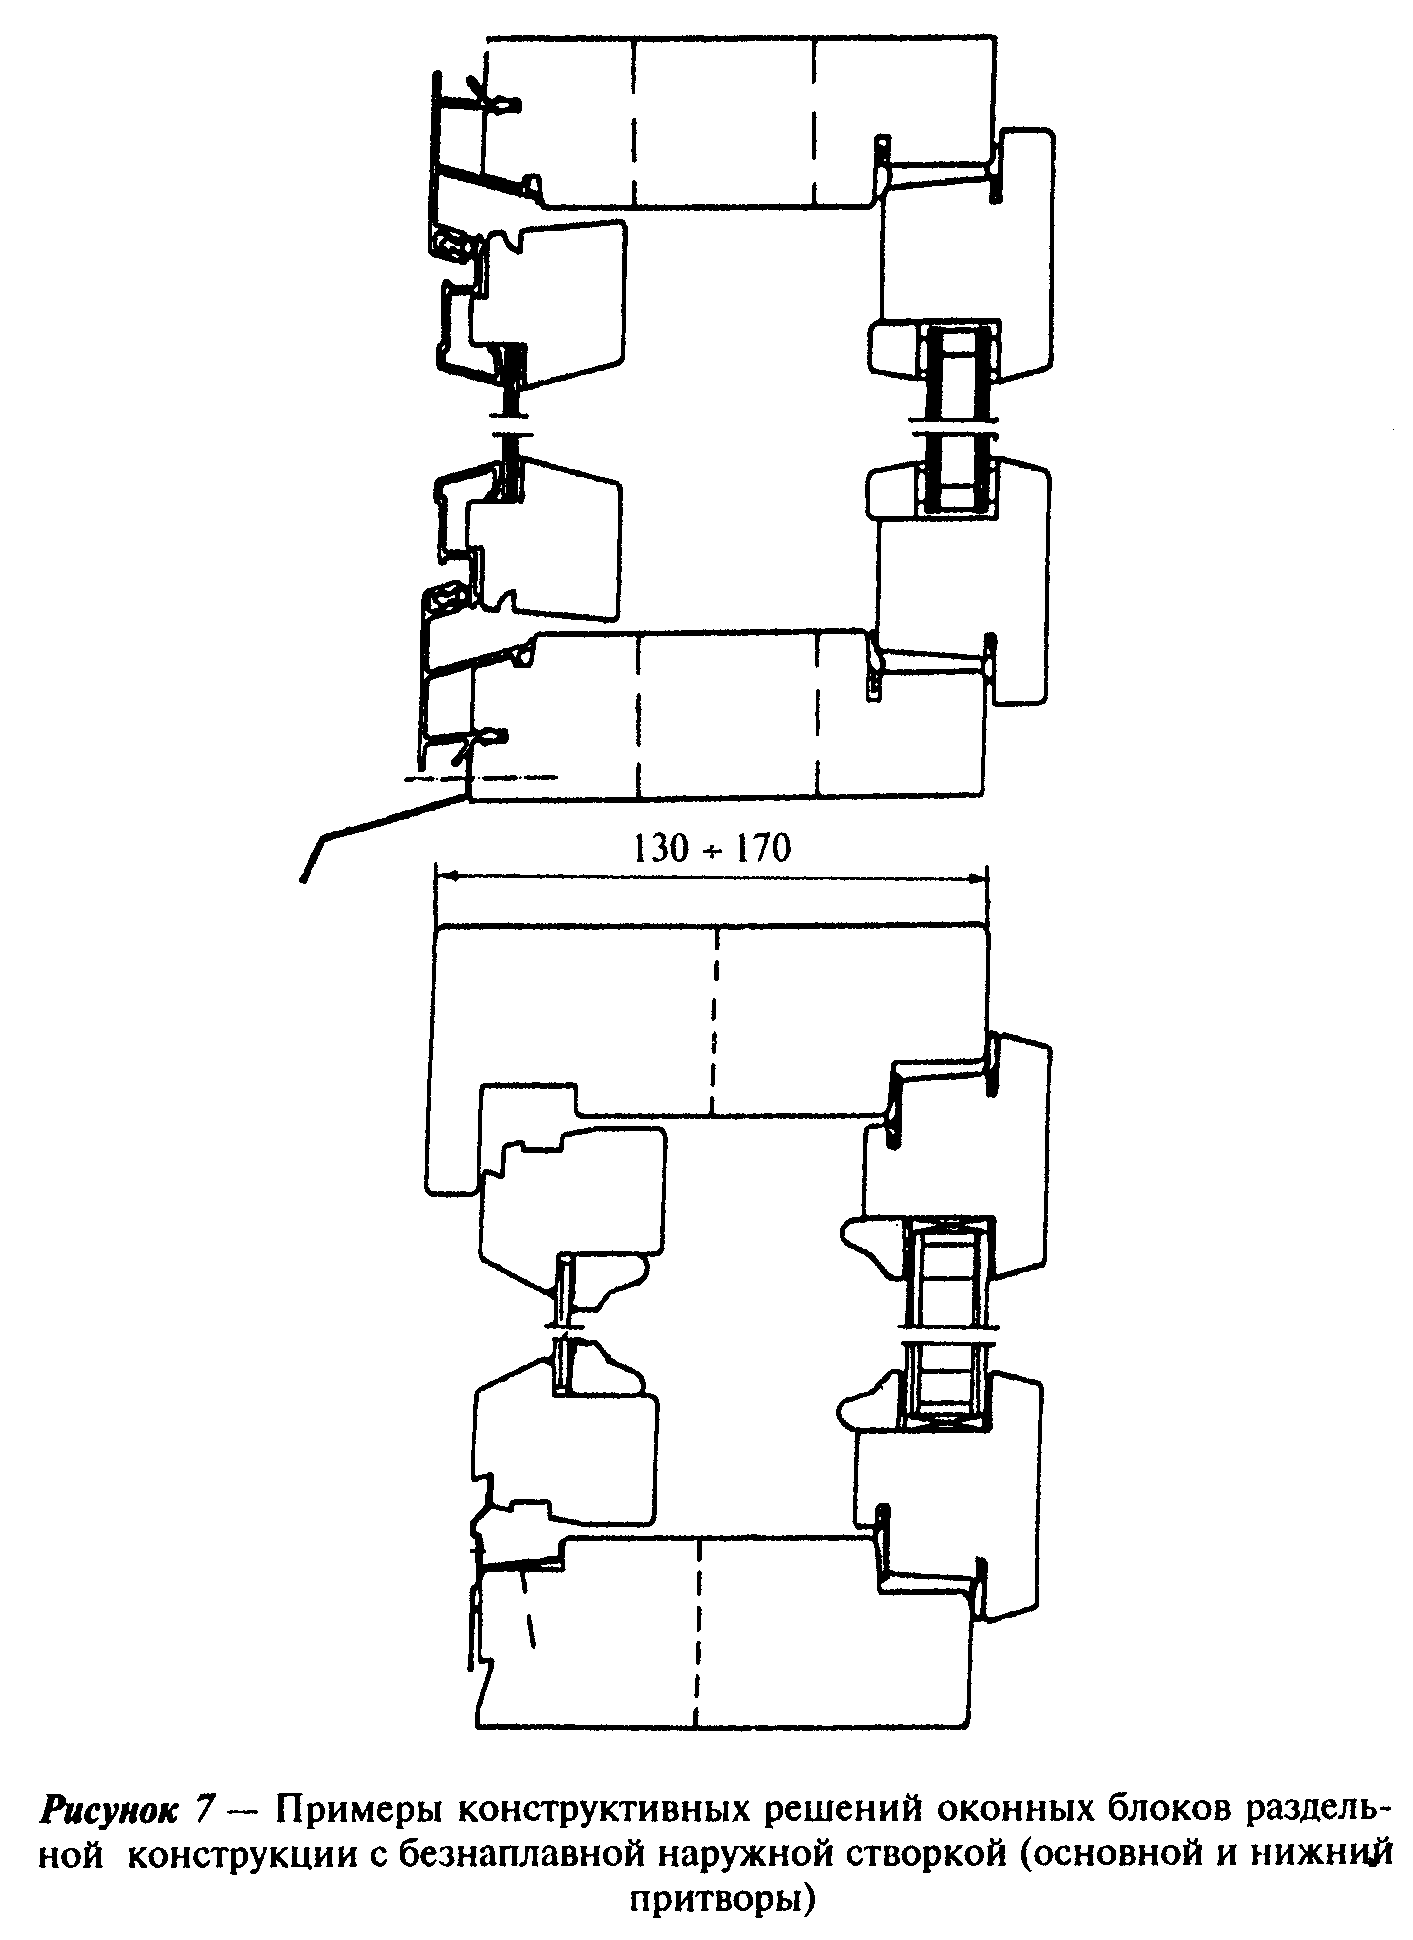 130 ÷ 170
Рисунок 7 — Примеры конструктивных решений оконных блоков раздель-
ной конструкции с безнаплавной наружной створкой (основной и нижний
притворы)